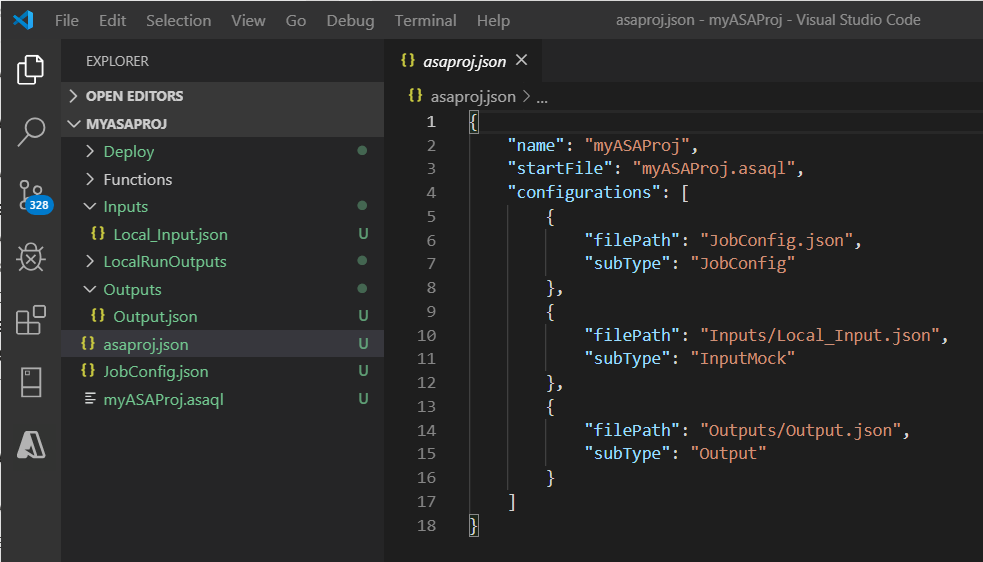 File Edit Selection View Go Debug Terminal Help asaproj.json - myASAProj - Visual Studio Code
EXPLORER
OPEN EDITORS
MYASAPROJ
Deploy
Functions
Inputs
{} Local_Input.json U
LocalRunOutputs
Outputs
{} Output.json U
{} asaproj.json U
{} JobConfig.json U
myASAProj.asaql U
328
{} asaproj.json ×
{} asaproj.json > ...
1 {
2 "name": "myASAProj",
3 "startFile": "myASAProj.asaql",
4 "configurations": [
5 {
6 "filePath": "JobConfig.json",
7 "subType": "JobConfig"
8 },
9 {
10 "filePath": "Inputs/Local_Input.json",
11 "subType": "InputMock"
12 },
13 {
14 "filePath": "Outputs/Output.json",
15 "subType": "Output"
16 }
17 ]
18 }